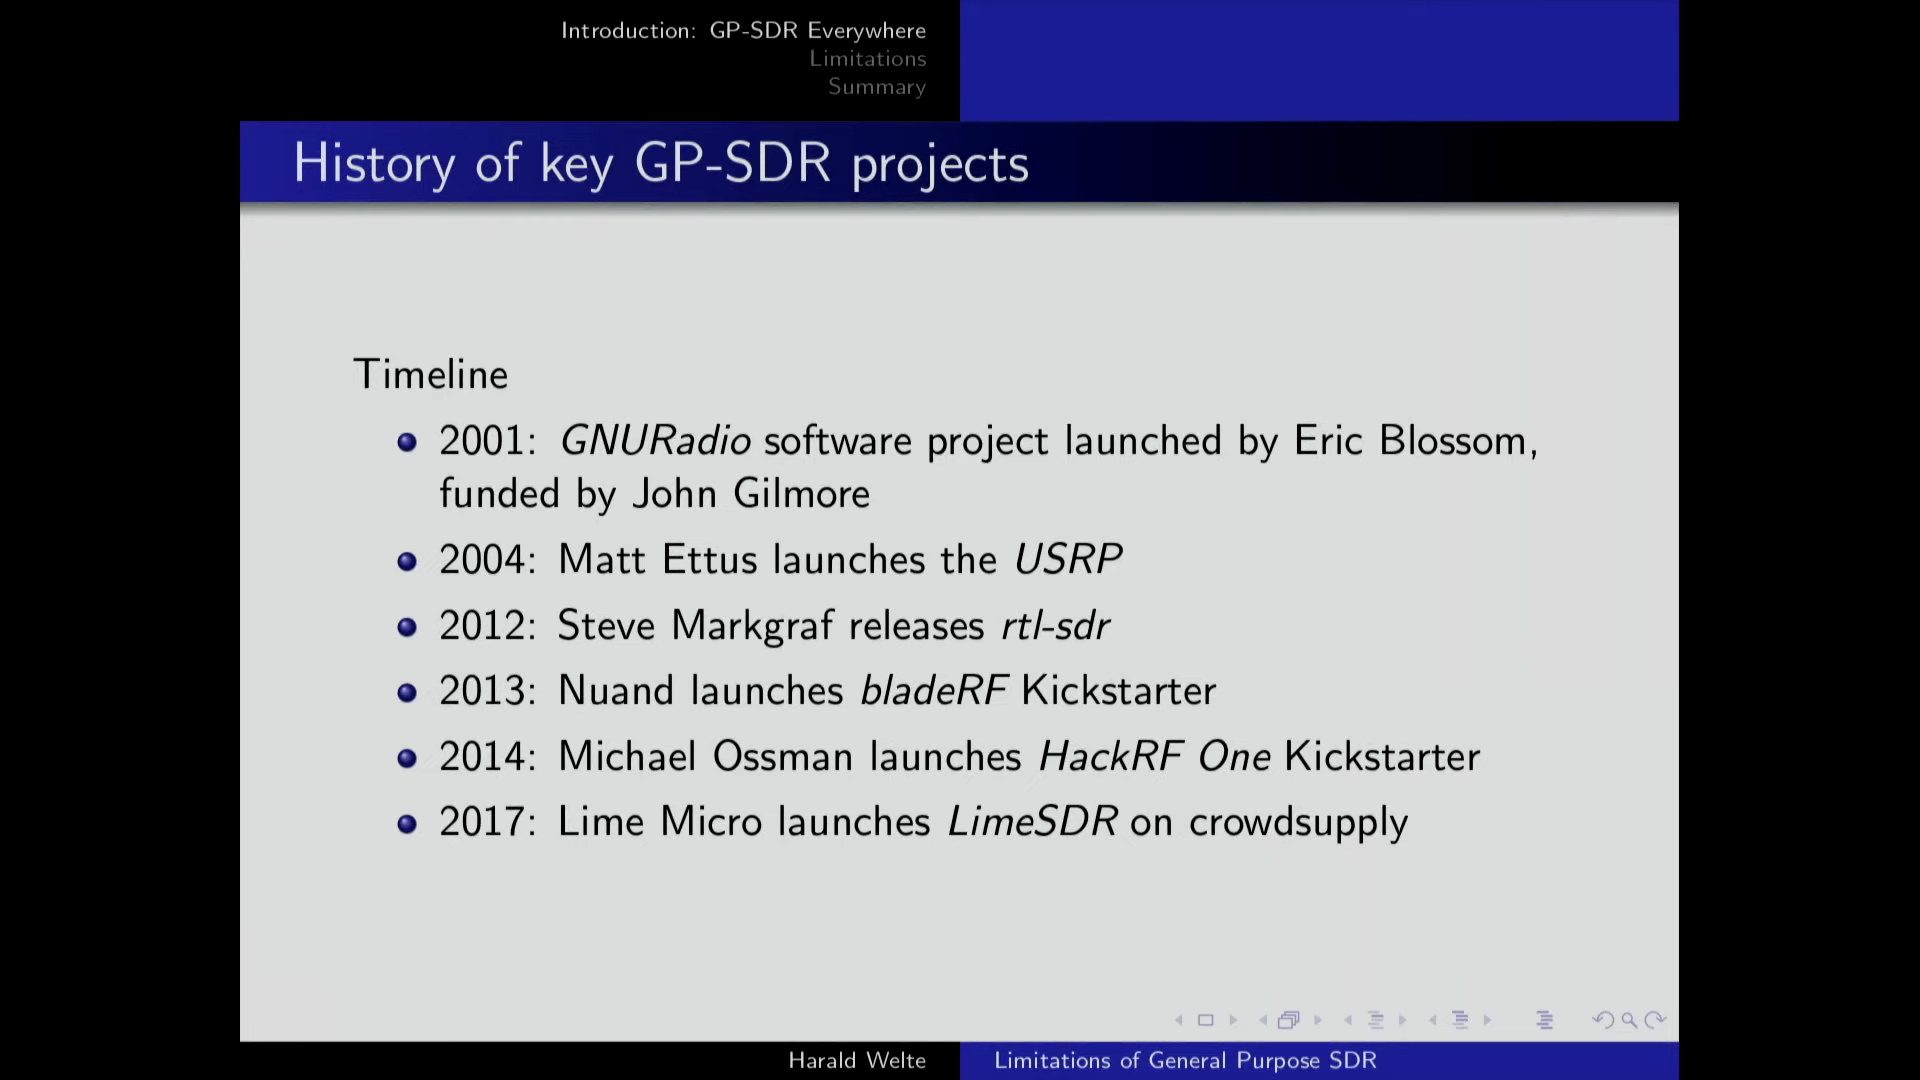 Introduction: GP-SDR Everywhere
Limitations
Summary
History of key GP-SDR projects
Timeline
2001: GNURadio software project launched by Eric Blossom,
funded by John Gilmore
2004: Matt Ettus launches the USRP
2012: Steve Markgraf releases rtl-sdr
2013: Nuand launches bladeRF Kickstarter
2014: Michael Ossman launches HackRF One Kickstarter
2017: Lime Micro launches LimeSDR on crowdsupply
Harald Welte
Limitations of General Purpose SDR